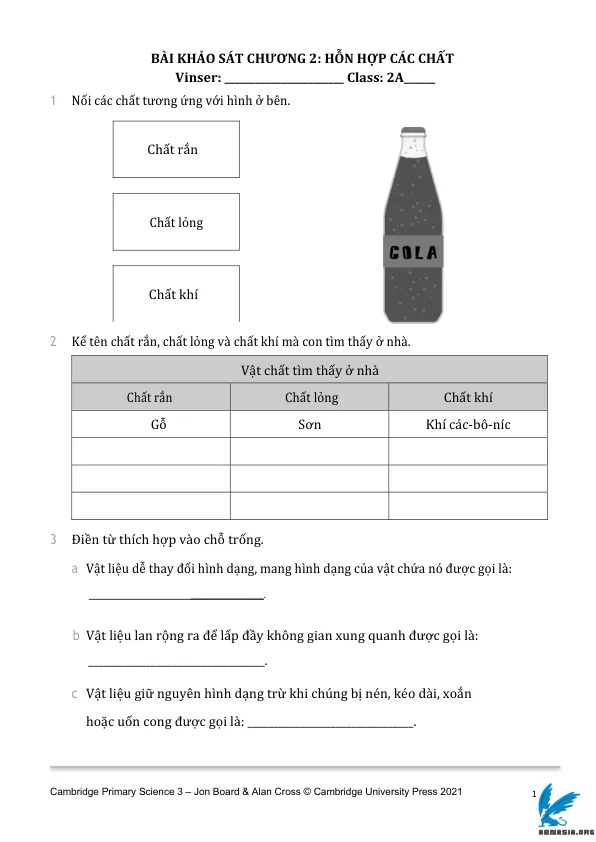 BÀI KHẢO SÁT CHƯƠNG 2: HỖN HỢP CÁC CHẤT
Vinser: ______________________ Class: 2A______
1 Nối các chất tương ứng với hình ở bên.
Chất rắn
Chất lỏng
Chất khí
COLA
2 Kể tên chất rắn, chất lỏng và chất khí mà con tìm thấy ở nhà.
Vật chất tìm thấy ở nhà
Chất rắn Chất lỏng Chất khí
Gỗ Sơn Khí các-bô-níc
3 Điền từ thích hợp vào chỗ trống.
a Vật liệu dễ thay đổi hình dạng, mang hình dạng của vật chứa nó được gọi là:
__________________________________.
b Vật liệu lan rộng ra để lấp đầy không gian xung quanh được gọi là:
__________________________________.
c Vật liệu giữ nguyên hình dạng trừ khi chúng bị nén, kéo dài, xoắn
hoặc uốn cong được gọi là: ________________________________.
Cambridge Primary Science 3 – Jon Board & Alan Cross © Cambridge University Press 2021 1
ABNASIA.ORG